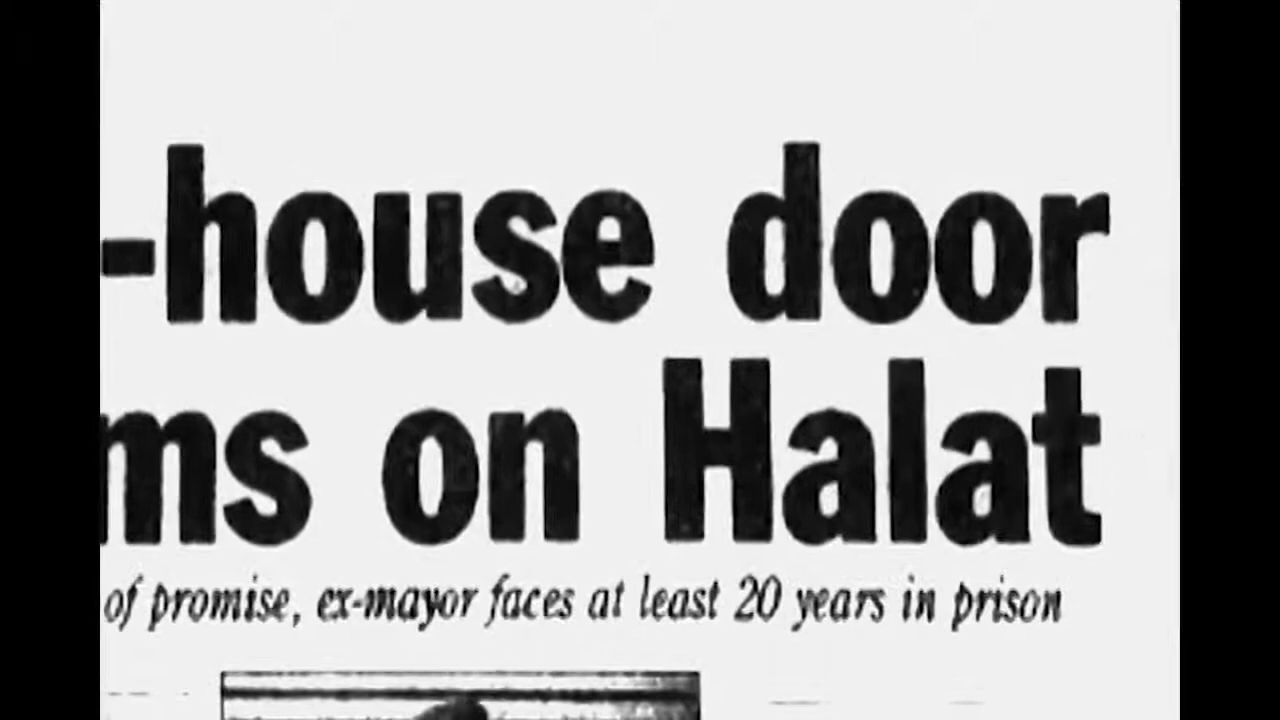 -house door
ms on Halat
of promise, ex-mayor faces at least 20 years in prison